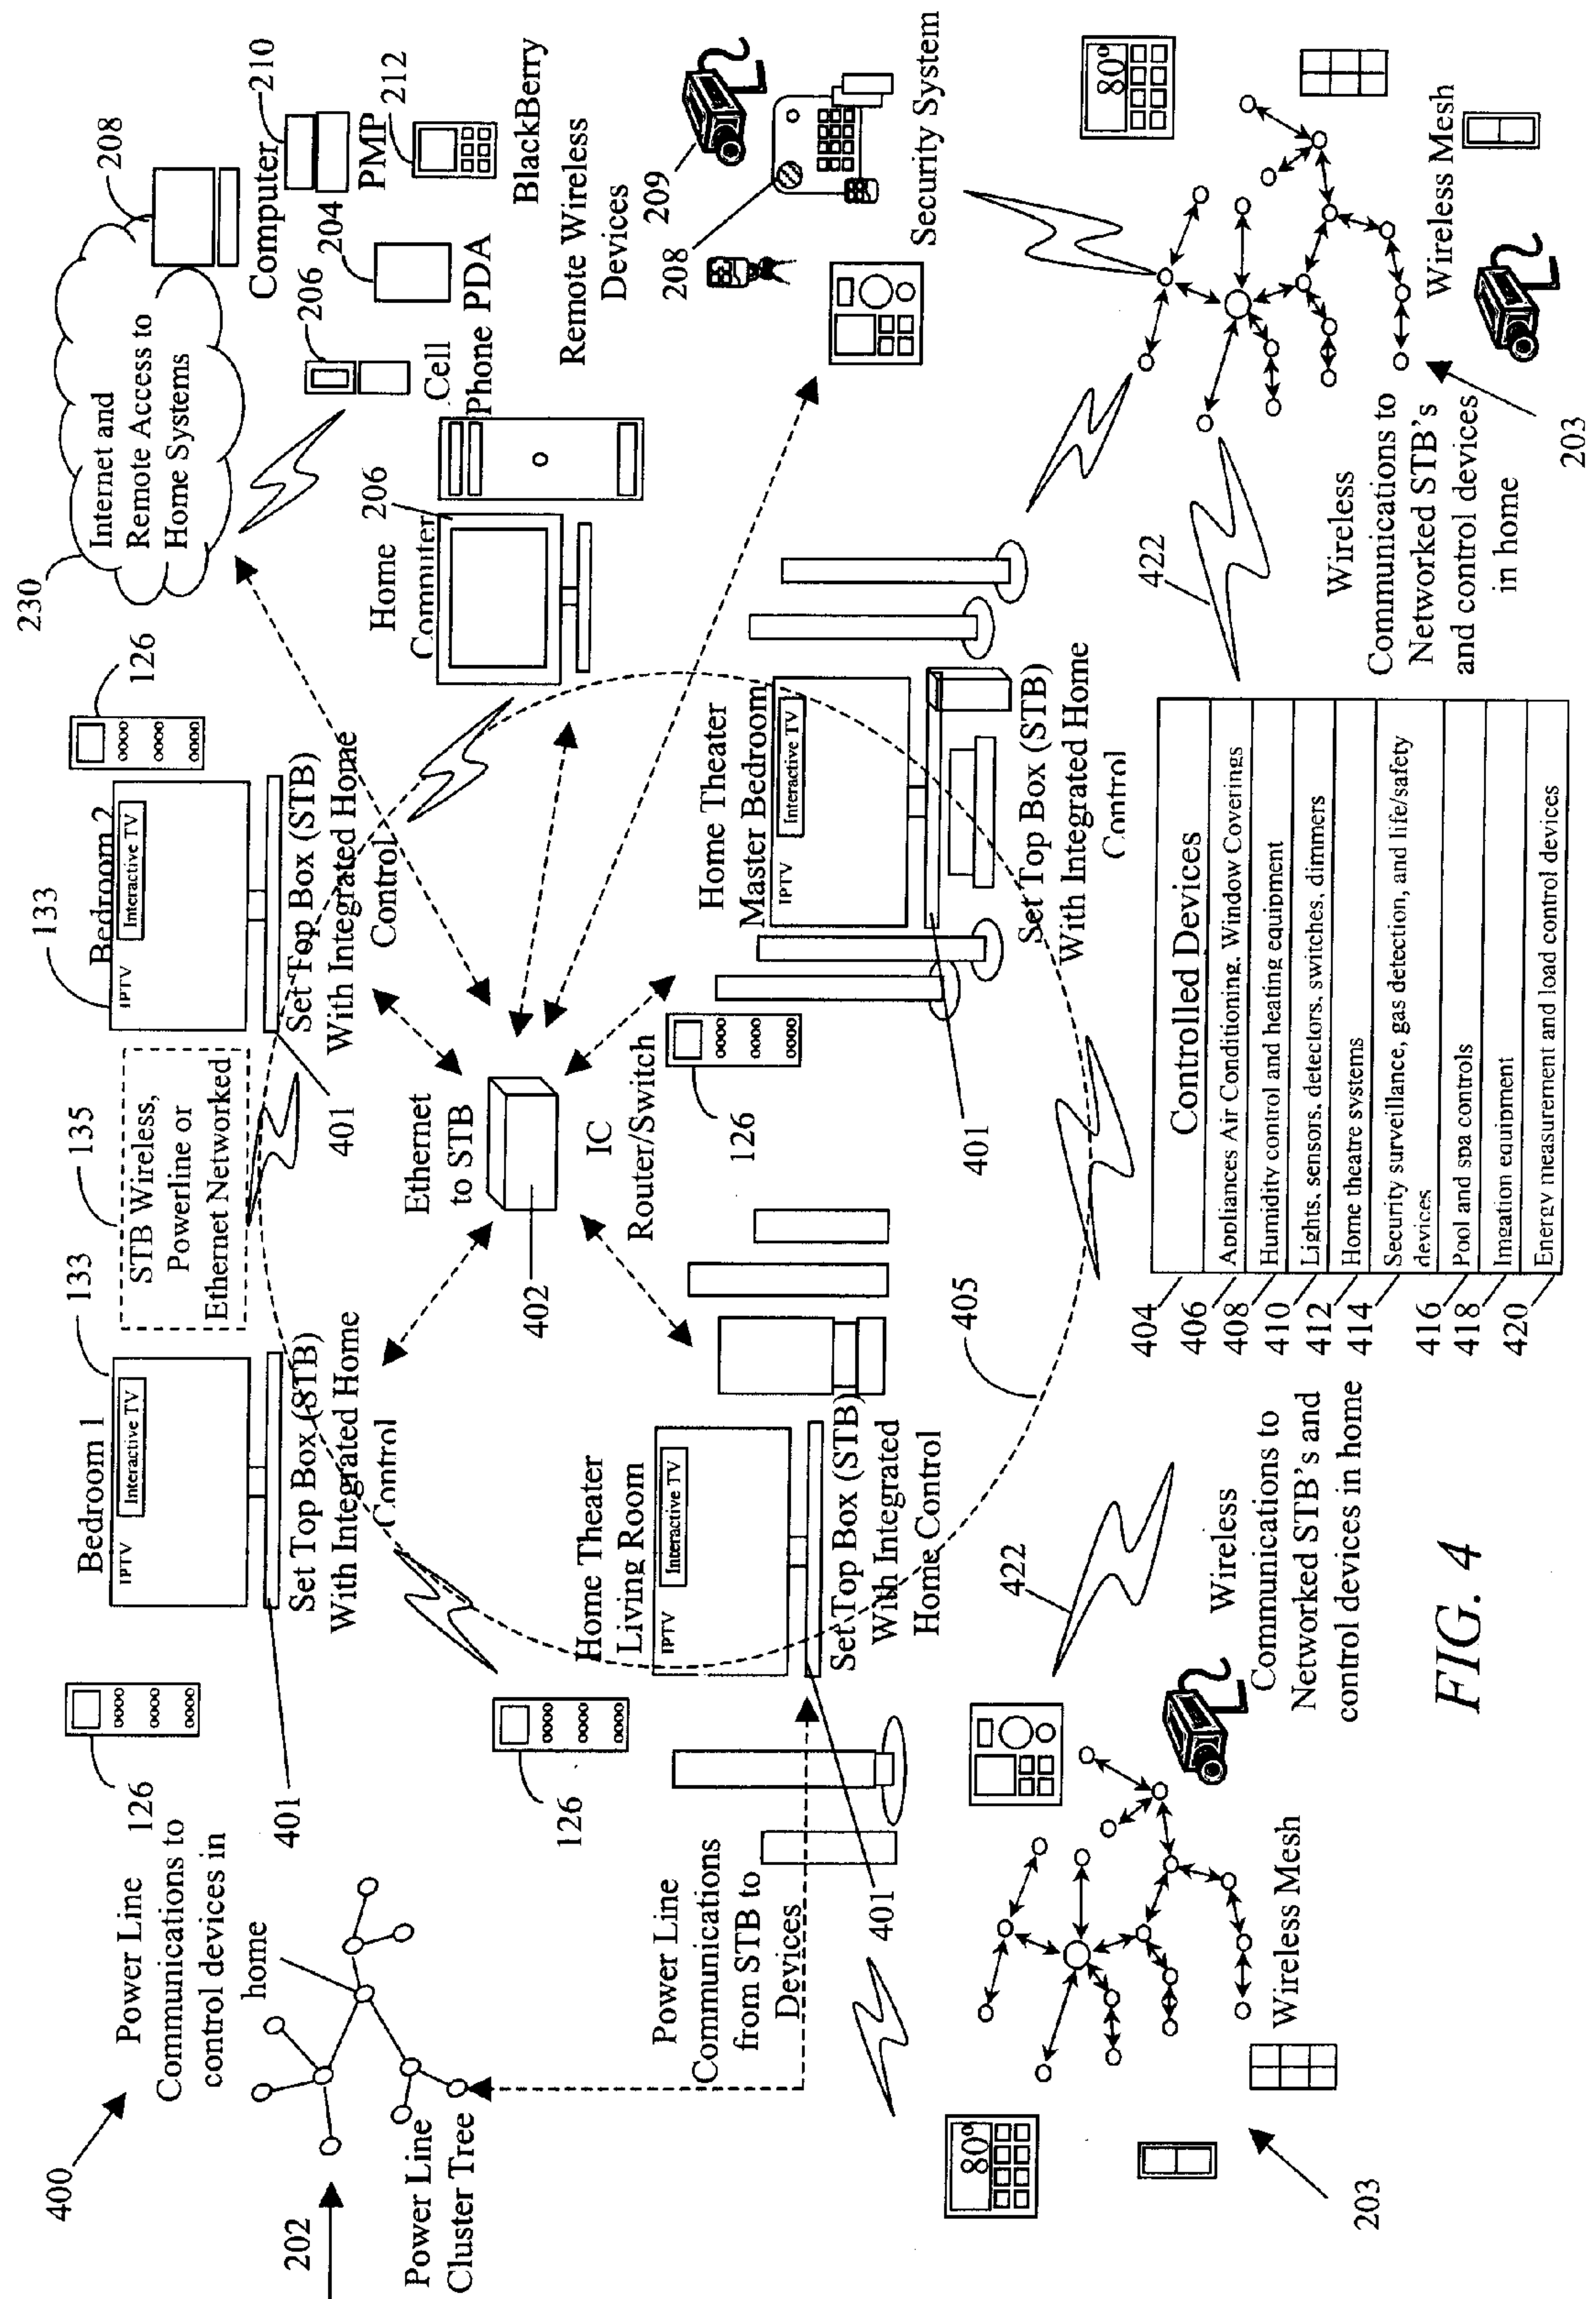 400
Power Line
Communications to
control devices in
home
202
Power Line
Cluster Tree
126
401
Bedroom 1
133
IPTV
Interactive TV
Set Top Box (STB)
With Integrated Home
Control
135
STB Wireless,
Powerline or
Ethernet Networked
133
Bedroom 2
IPTV
Interactive TV
Set Top Box (STB)
With Integrated Home
Control
401
126
230
Internet and
Remote Access to
Home Systems
208
Computer
210
PMP
212
BlackBerry
204
206
Cell
Phone PDA
Remote Wireless
Devices
Home
Computer
206
209
208
Security System
Ethernet
to STB
402
IC
Router/Switch
126
Home Theater
Living Room
IPTV
Interactive TV
Set Top Box (STB)
With Integrated
Home Control
126
Power Line
Communications
from STB to
Devices
401
Home Theater
Master Bedroom
IPTV
Interactive TV
Set Top Box (STB)
With Integrated Home
Control
401
405
422
Wireless
Communications to
Networked STB's and
control devices in home
80°
Wireless Mesh
203
404
Controlled Devices
406
Appliances Air Conditioning, Window Coverings
408
Humidity control and heating equipment
410
Lights, sensors, detectors, switches, dimmers
412
Home theatre systems
414
Security surveillance, gas detection, and life/safety
devices
416
Pool and spa controls
418
Imgation equipment
420
Energy measurement and load control devices
422
Wireless
Communications to
Networked STB's
and control devices
in home
80°
Wireless Mesh
203
FIG. 4